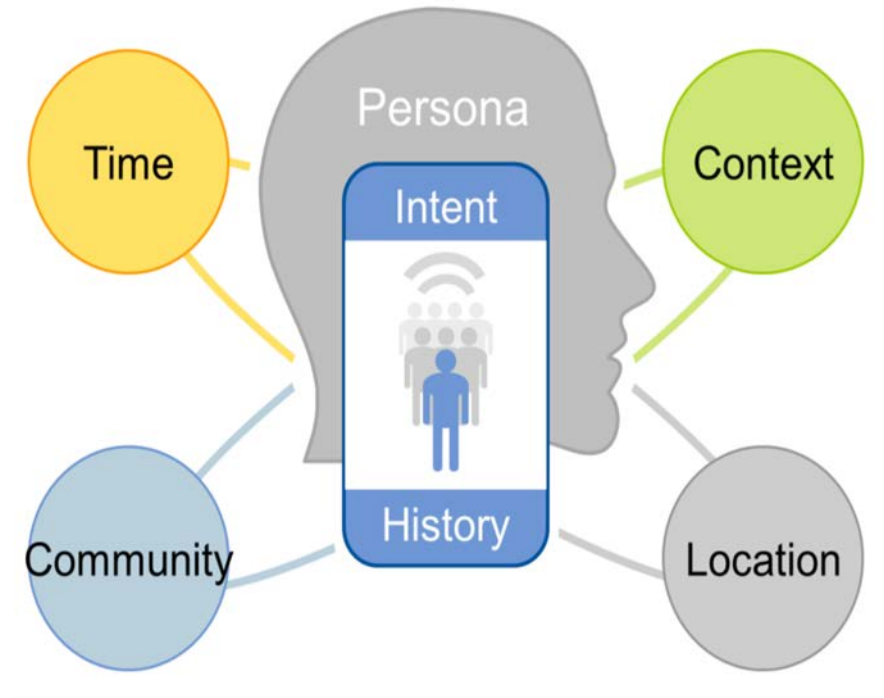 Persona
Time
Context
Intent
History
Community
Location